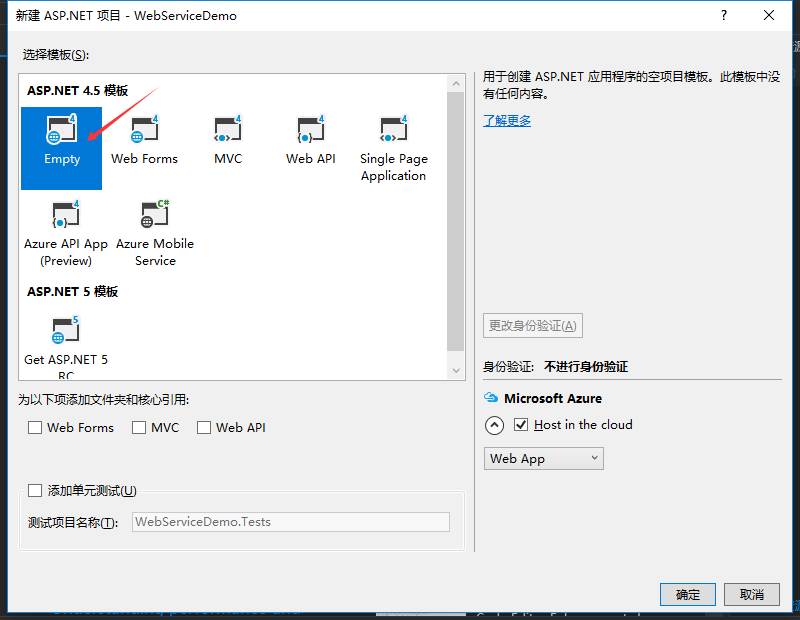 新建 ASP.NET 项目 - WebServiceDemo
?
选择模板(S):
ASP.NET 4.5 模板
4 4 4 4 4
Empty Web Forms MVC Web API Single Page
Application
4 C#
Azure API App Azure Mobile
(Preview) Service
ASP.NET 5 模板
5
Get ASP.NET 5
RC
用于创建 ASP.NET 应用程序的空项目模板。此模板中没
有任何内容。
了解更多
更改身份验证(A)
身份验证: 不进行身份验证
Microsoft Azure
Host in the cloud
Web App
为以下项添加文件夹和核心引用:
Web Forms MVC Web API
添加单元测试(U)
测试项目名称(T): WebServiceDemo.Tests
确定 取消